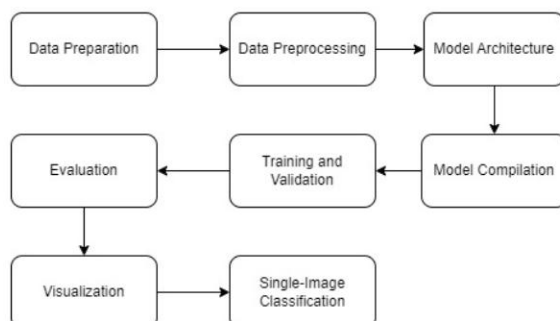 Data Preparation
Data Preprocessing
Model Architecture
Model Compilation
Training and
Validation
Evaluation
Visualization
Single-Image
Classification